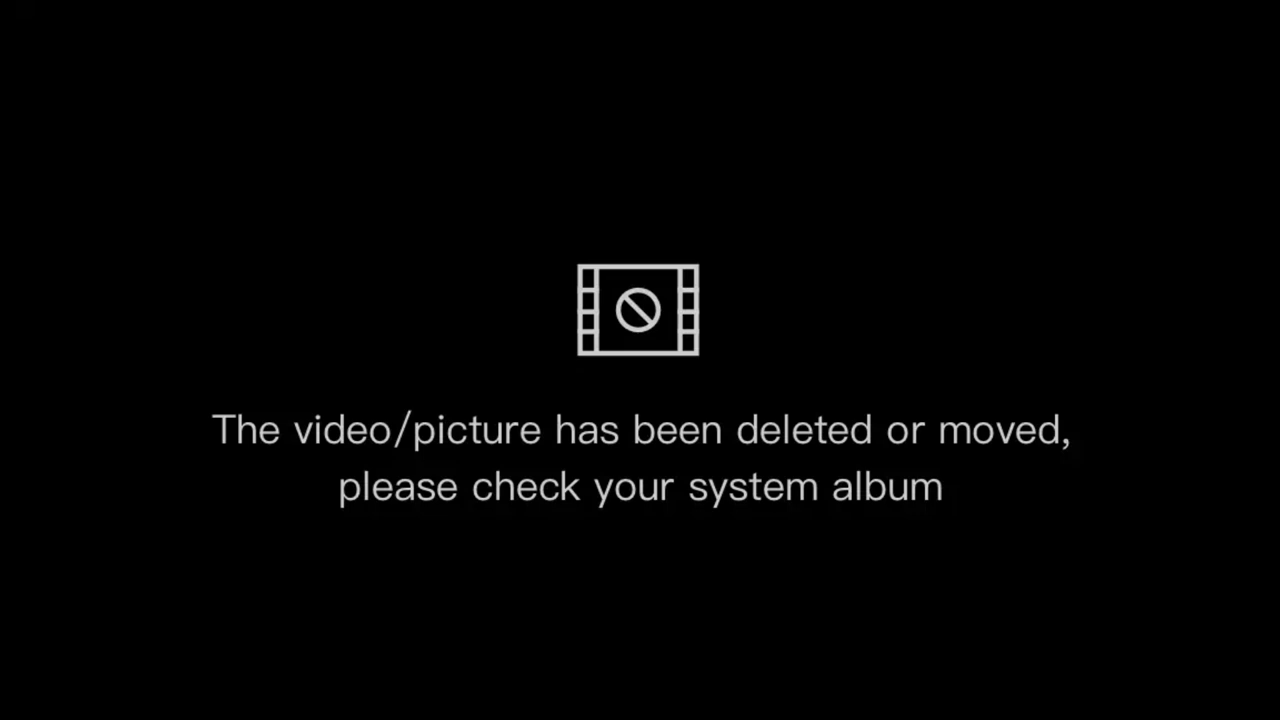 The video/picture has been deleted or moved,
please check your system album